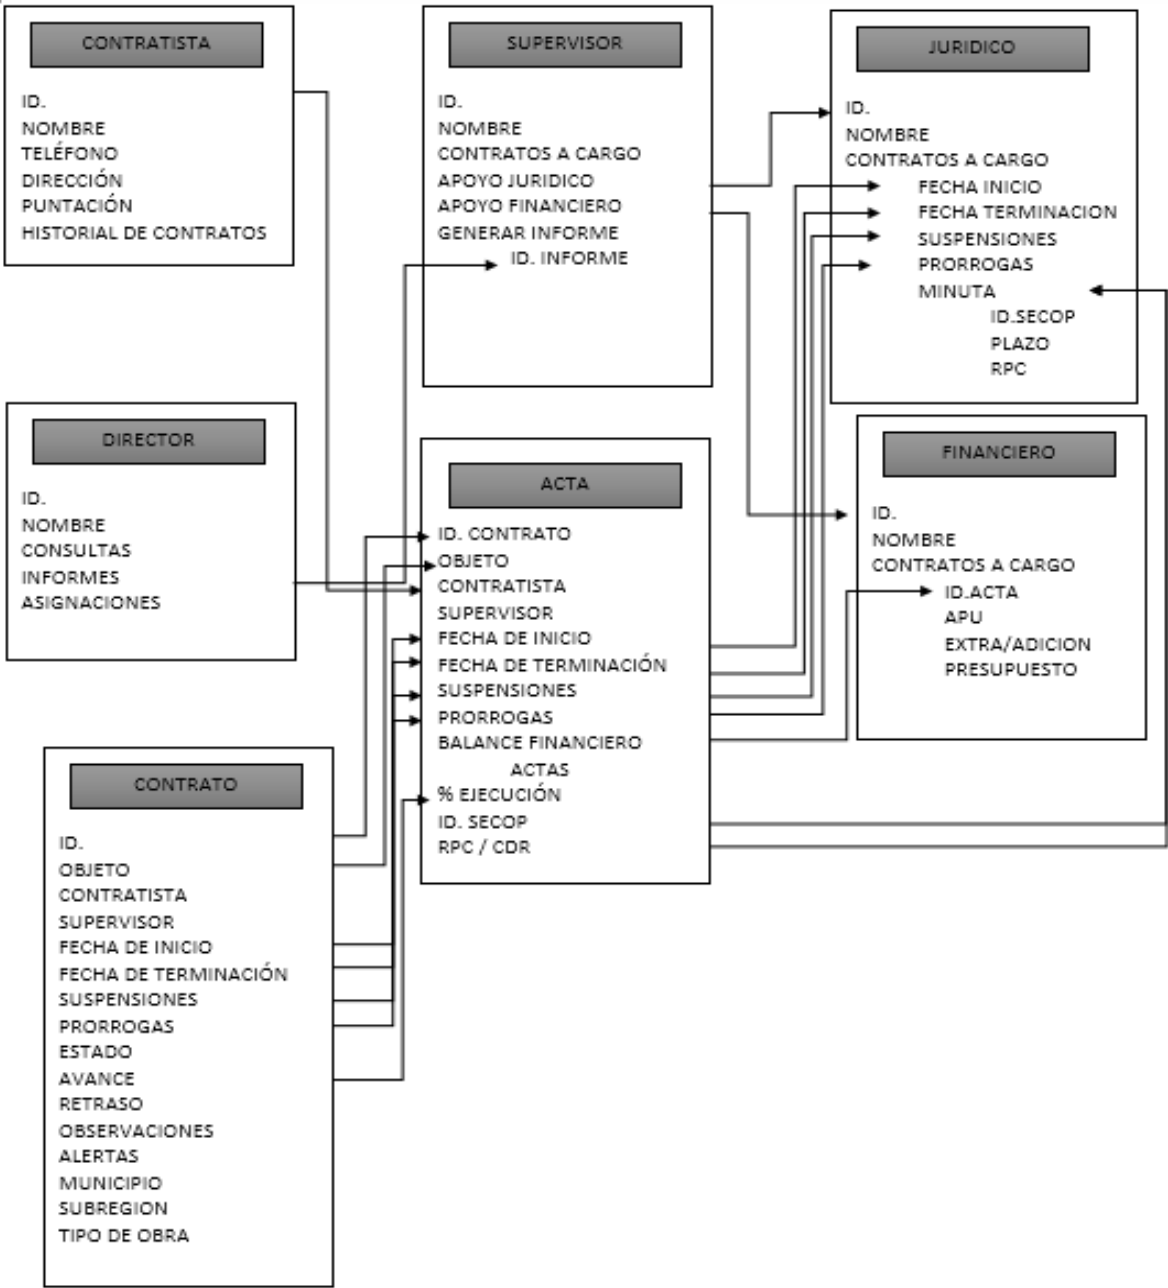 CONTRATISTA
ID.
NOMBRE
TELÉFONO
DIRECCIÓN
PUNTACIÓN
HISTORIAL DE CONTRATOS
SUPERVISOR
ID.
NOMBRE
CONTRATOS A CARGO
APOYO JURIDICO
APOYO FINANCIERO
GENERAR INFORME
ID. INFORME
JURIDICO
ID.
NOMBRE
CONTRATOS A CARGO
FECHA INICIO
FECHA TERMINACION
SUSPENSIONES
PRORROGAS
MINUTA
ID.SECOP
PLAZO
RPC
DIRECTOR
ID.
NOMBRE
CONSULTAS
INFORMES
ASIGNACIONES
ACTA
ID. CONTRATO
OBJETO
CONTRATISTA
SUPERVISOR
FECHA DE INICIO
FECHA DE TERMINACIÓN
SUSPENSIONES
PRORROGAS
BALANCE FINANCIERO
ACTAS
% EJECUCIÓN
ID. SECOP
RPC / CDR
FINANCIERO
ID.
NOMBRE
CONTRATOS A CARGO
ID.ACTA
APU
EXTRA/ADICION
PRESUPUESTO
CONTRATO
ID.
OBJETO
CONTRATISTA
SUPERVISOR
FECHA DE INICIO
FECHA DE TERMINACIÓN
SUSPENSIONES
PRORROGAS
ESTADO
AVANCE
RETRASO
OBSERVACIONES
ALERTAS
MUNICIPIO
SUBREGION
TIPO DE OBRA